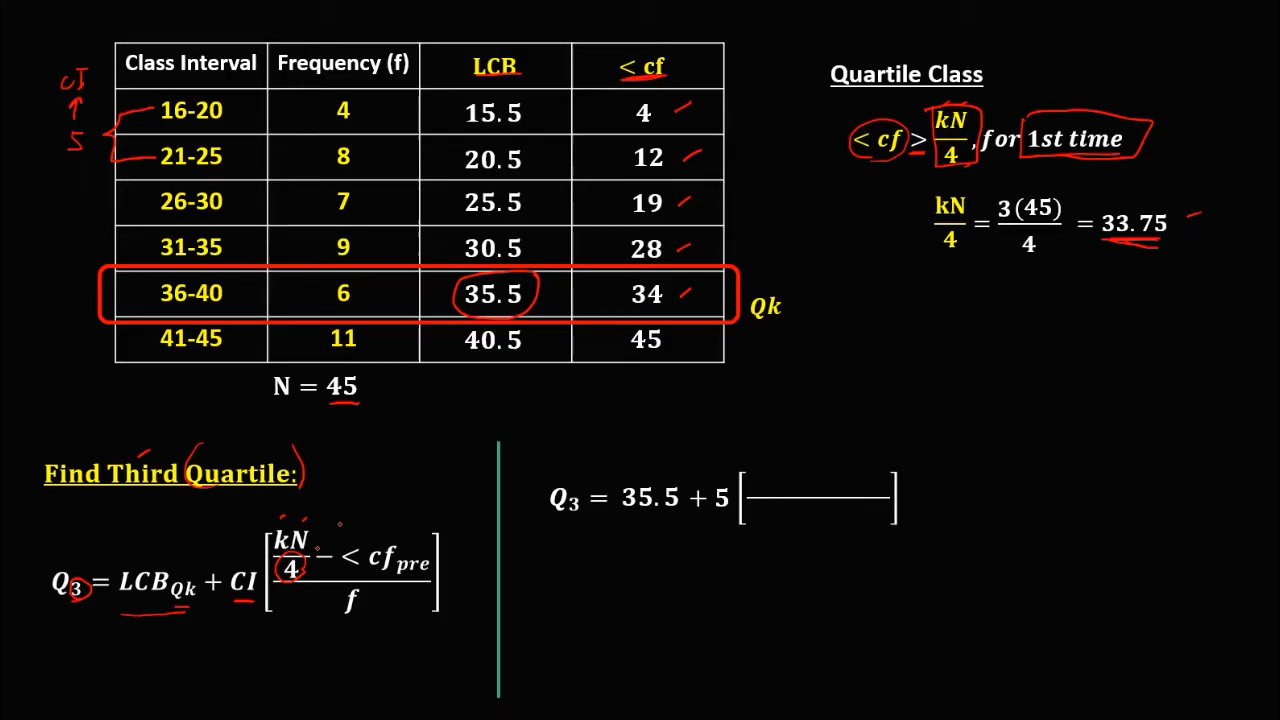 Class Interval Frequency (f) LCB < cf
CI
↑
5
16-20 4 15.5 4
21-25 8 20.5 12
26-30 7 25.5 19
31-35 9 30.5 28
36-40 6 35.5 34
Qk
41-45 11 40.5 45
N = 45
Quartile Class
< cf ≥ kN/4, for 1st time
kN/4 = 3(45)/4 = 33.75
Find Third Quartile:
Q₃ = LCB_Qk + CI [(kN/4 − < cf_pre)/f]
Q₃ = 35.5 + 5 [———]